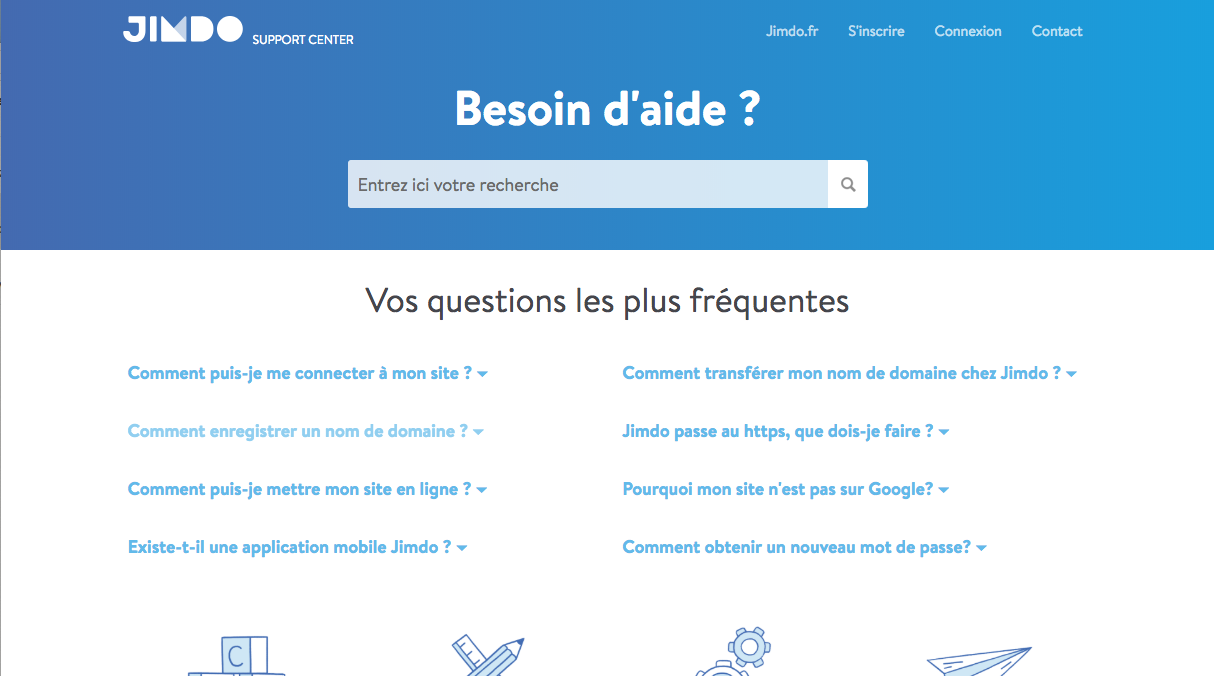 JIMDO SUPPORT CENTER
Jimdo.fr S'inscrire Connexion Contact
Besoin d'aide ?
Entrez ici votre recherche
Vos questions les plus fréquentes
Comment puis-je me connecter à mon site ?
Comment transférer mon nom de domaine chez Jimdo ?
Comment enregistrer un nom de domaine ?
Jimdo passe au https, que dois-je faire ?
Comment puis-je mettre mon site en ligne ?
Pourquoi mon site n'est pas sur Google?
Existe-t-il une application mobile Jimdo ?
Comment obtenir un nouveau mot de passe?
C